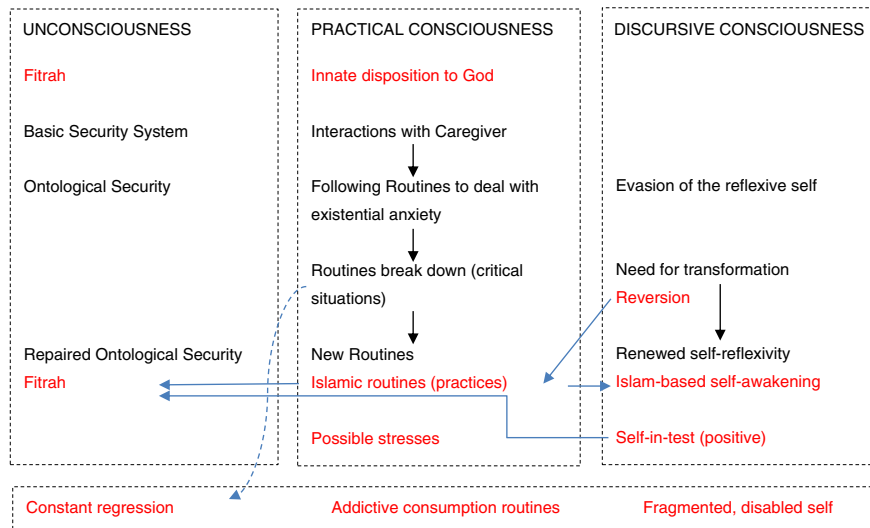 UNCONSCIOUSNESS
PRACTICAL CONSCIOUSNESS
DISCURSIVE CONSCIOUSNESS
Fitrah
Innate disposition to God
Basic Security System
Interactions with Caregiver
Ontological Security
Following Routines to deal with
existential anxiety
Evasion of the reflexive self
Routines break down (critical
situations)
Need for transformation
Reversion
Repaired Ontological Security
New Routines
Renewed self-reflexivity
Fitrah
Islamic routines (practices)
Islam-based self-awakening
Possible stresses
Self-in-test (positive)
Constant regression
Addictive consumption routines
Fragmented, disabled self